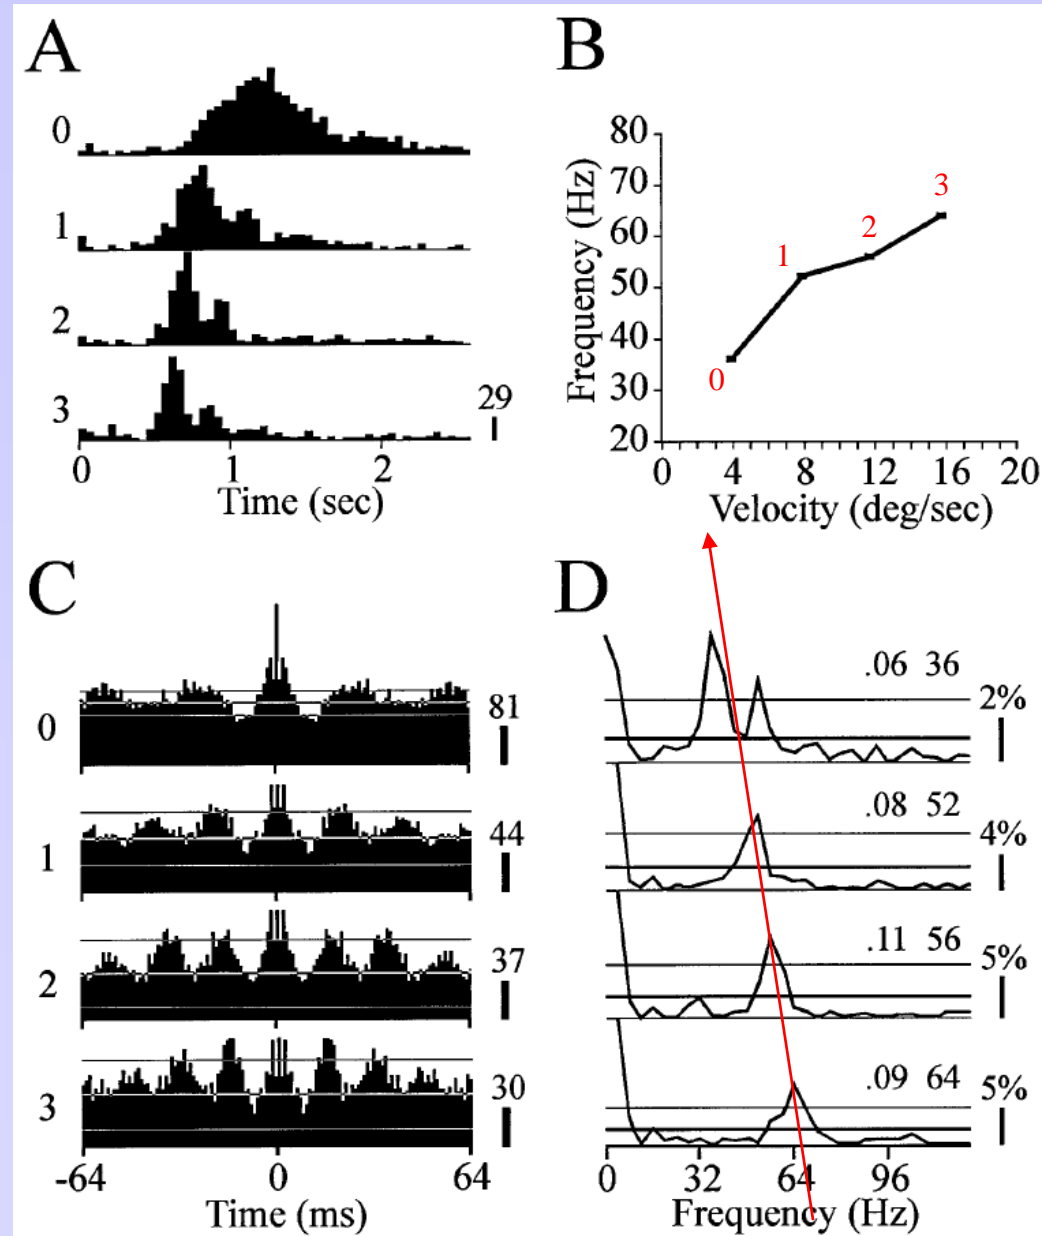 A
0
1
2
3
29
0 1 2
Time (sec)
B
80
70
60
50
40
30
20
Frequency (Hz)
0
1
2
3
0 4 8 12 16 20
Velocity (deg/sec)
C
0
81
1
44
2
37
3
30
-64 0 64
Time (ms)
D
.06 36
2%
.08 52
4%
.11 56
5%
.09 64
5%
0 32 64 96
Frequency (Hz)